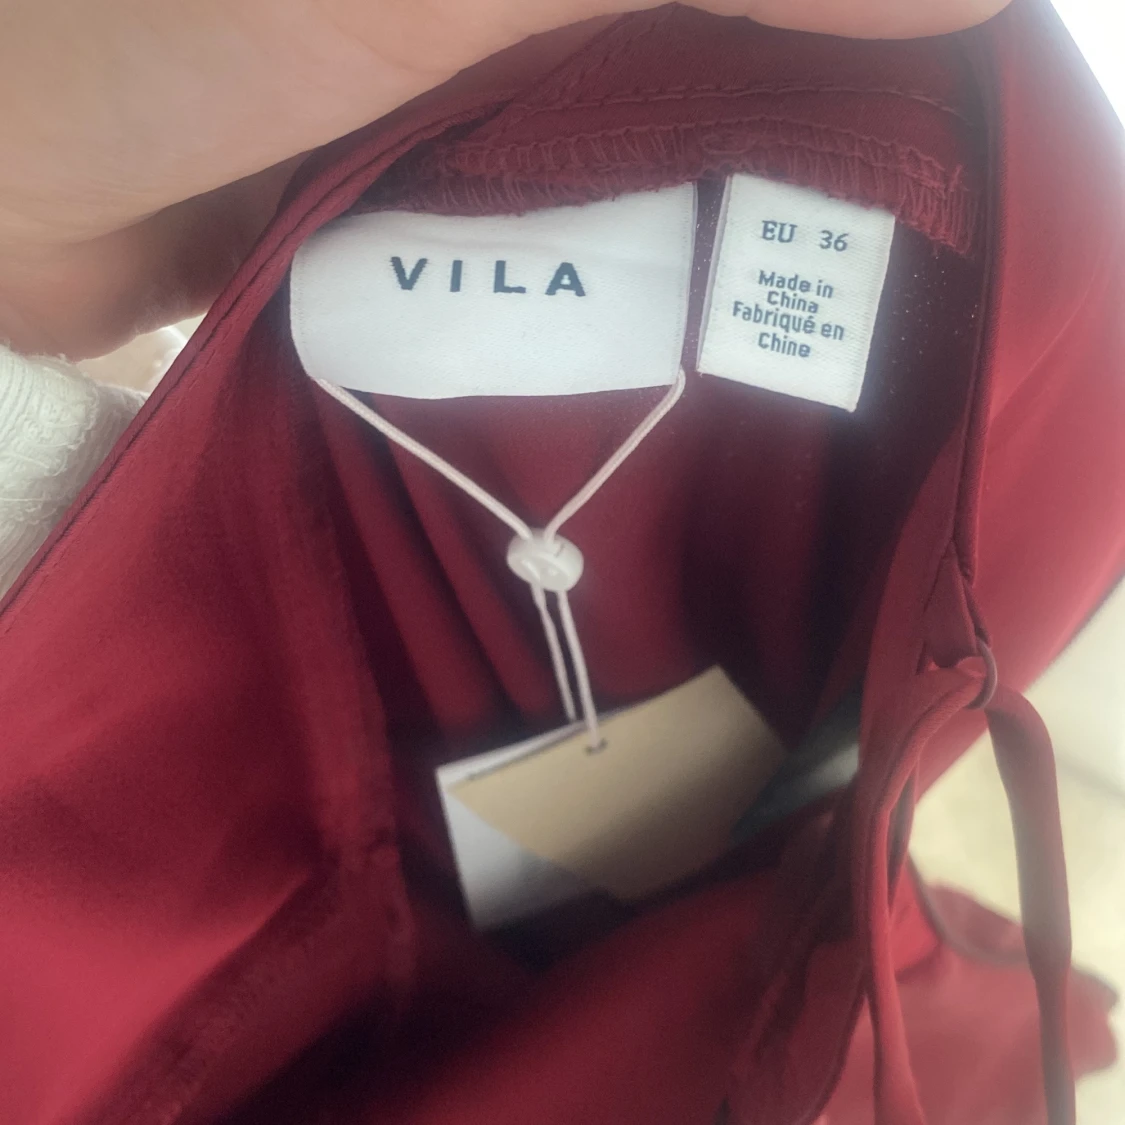 VILA
EU 36
Made in
China
Fabriqué en
Chine